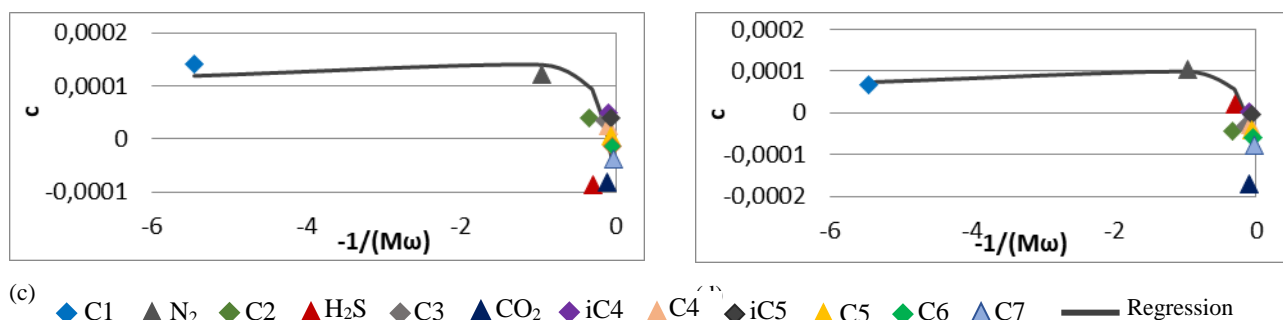 0,0002
0,0001
0
-0,0001
c
-6 -4 -2 0
-1/(Mω)
0,0002
0,0001
0
-0,0001
-0,0002
c
-6 -4 -2 0
-1/(Mω)
(c)
C1 N₂ C2 H₂S C3 CO₂ iC4 C4 iC5 C5 C6 C7 Regression